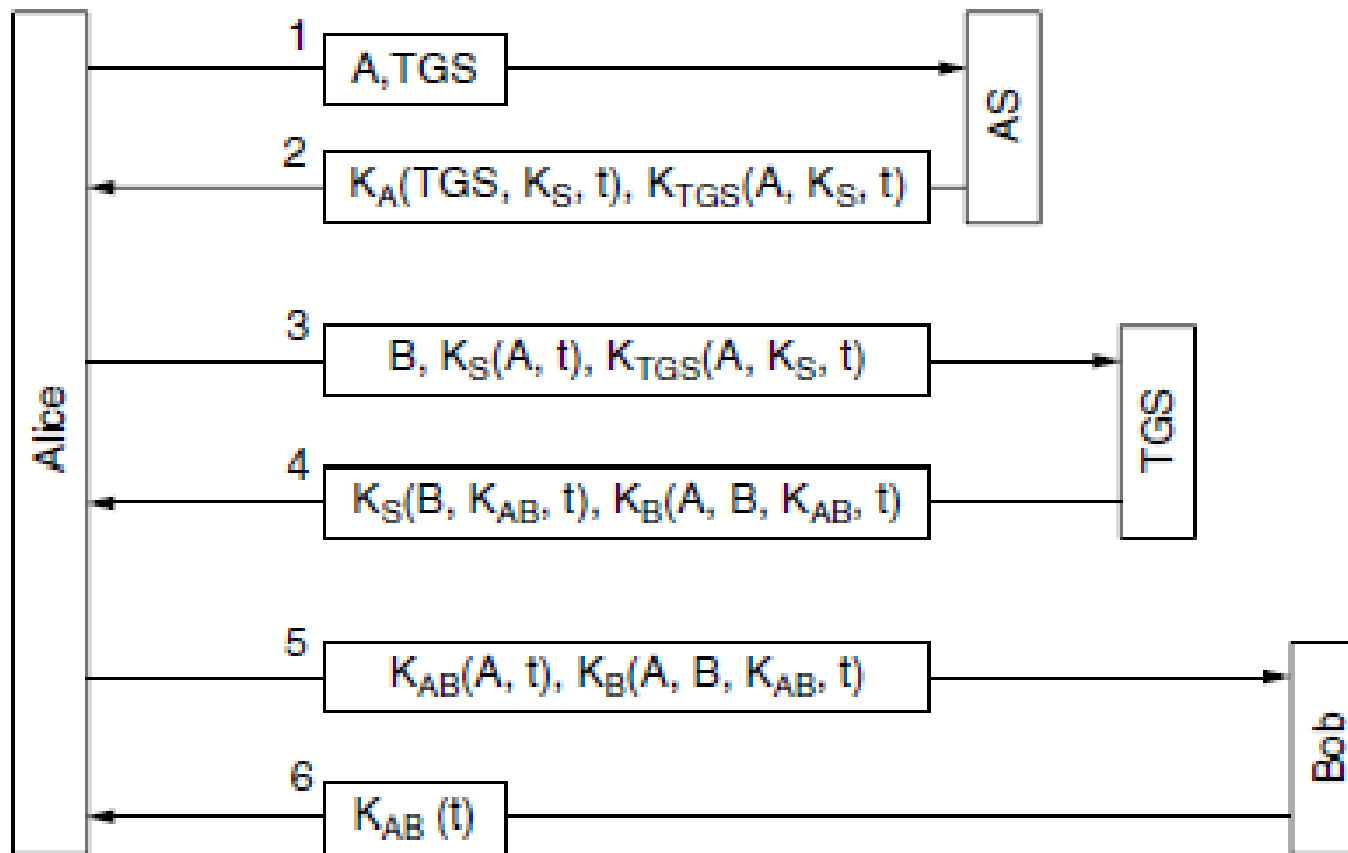 1
A,TGS
AS
2
K_A(TGS, K_S, t), K_TGS(A, K_S, t)
3
B, K_S(A, t), K_TGS(A, K_S, t)
TGS
Alice
4
K_S(B, K_AB, t), K_B(A, B, K_AB, t)
5
K_AB(A, t), K_B(A, B, K_AB, t)
Bob
6
K_AB (t)